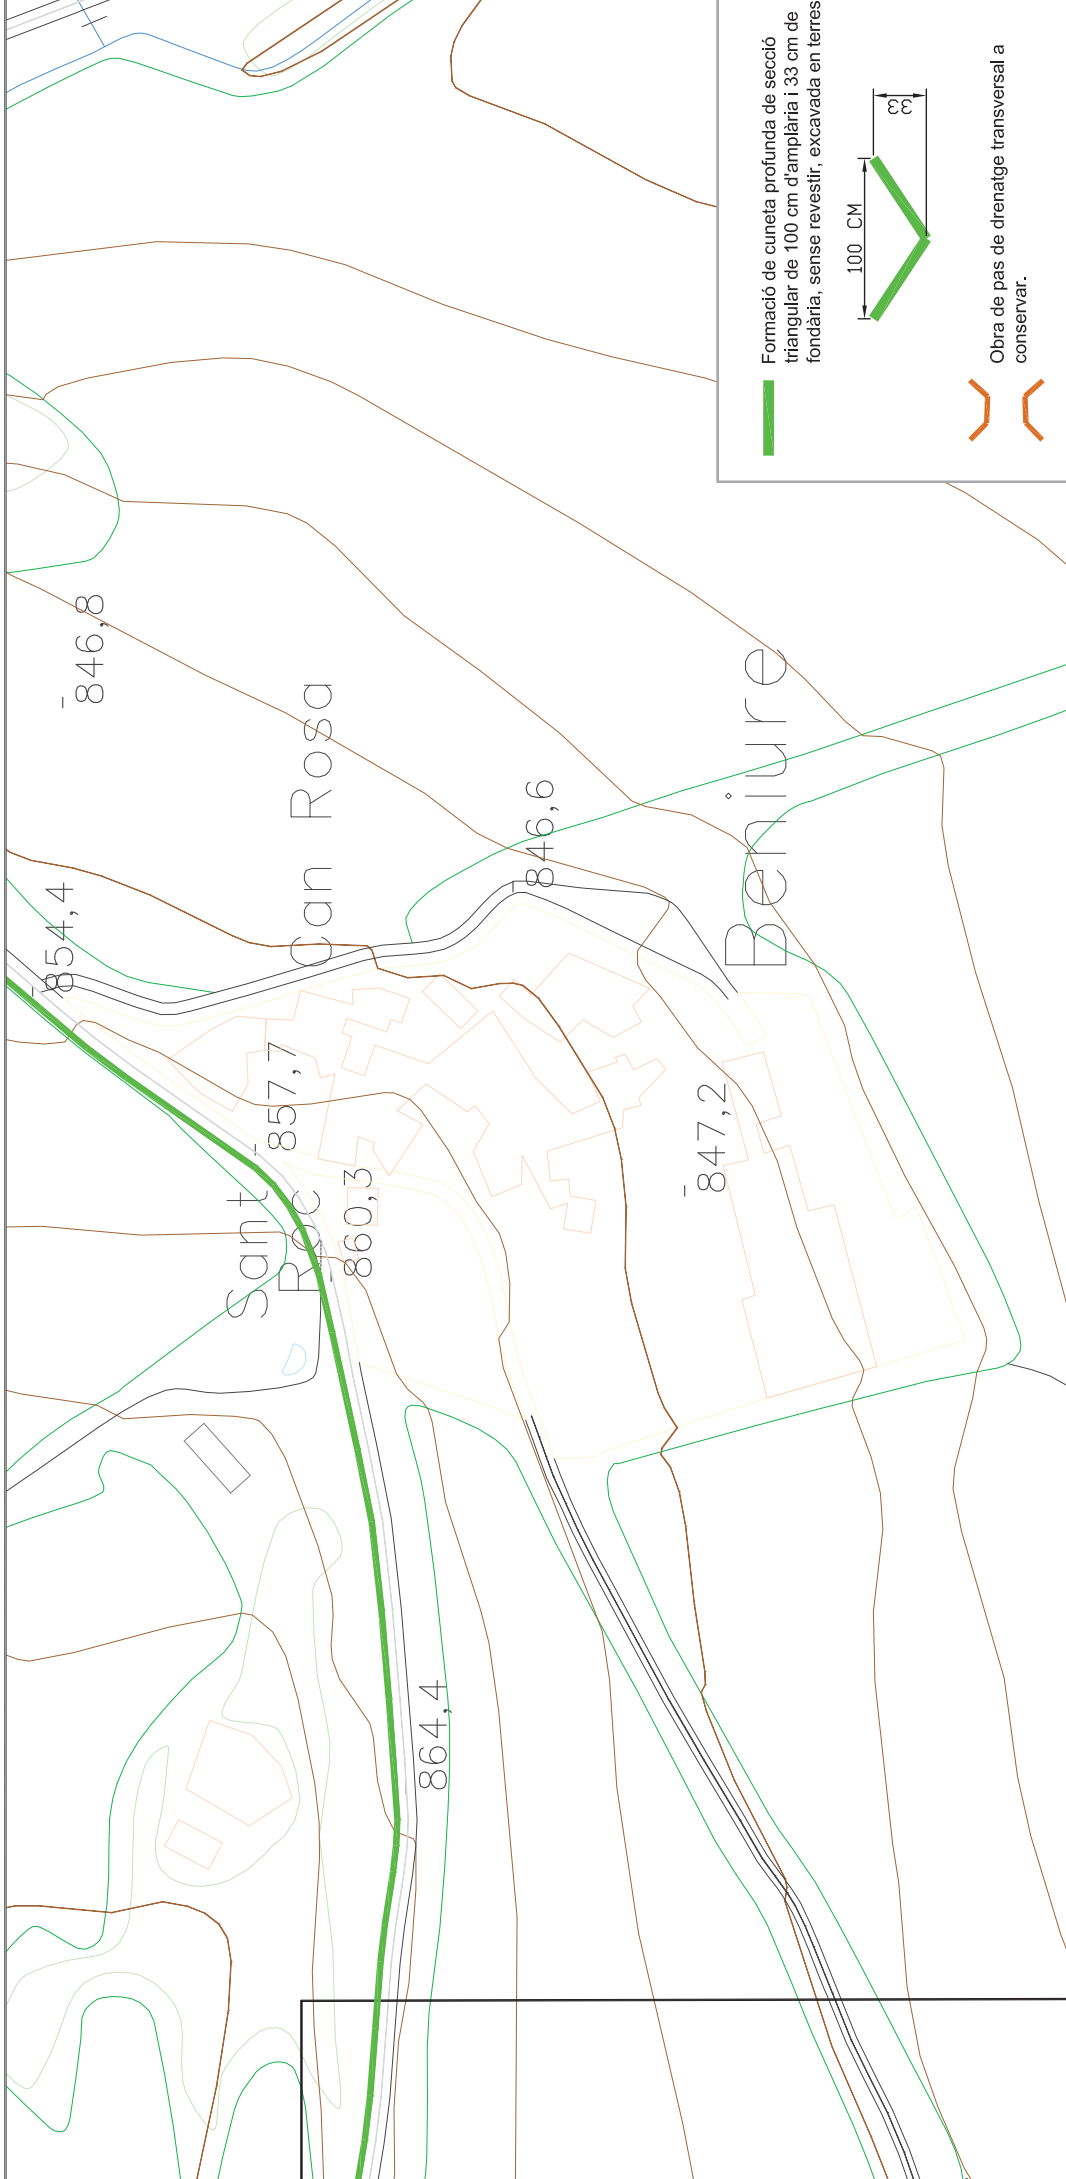 846,8
854,4
Can Rosa
846,6
Beniure
857,7
Sant
Roc
860,3
847,2
864,4
Formació de cuneta profunda de secció
triangular de 100 cm d'amplària i 33 cm de
fondària, sense revestir, excavada en terres
100 CM
33
Obra de pas de drenatge transversal a
conservar.